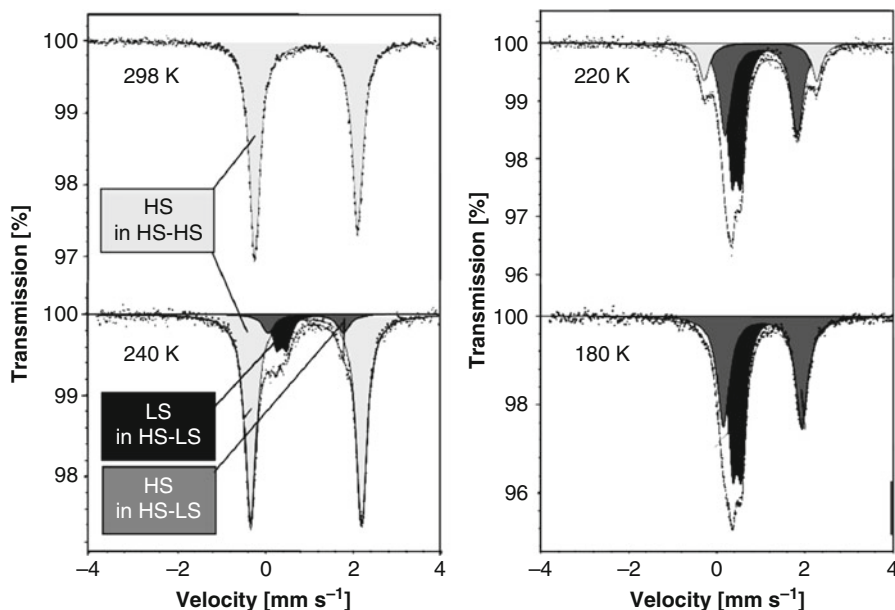 100
298 K
99
98
97
HS
in HS-HS
100
240 K
99
LS
in HS-LS
98
HS
in HS-LS
Transmission [%]
–4
–2
0
2
4
Velocity [mm s–1]
100
220 K
99
98
97
96
100
180 K
98
96
Transmission [%]
–4
–2
0
2
4
Velocity [mm s–1]